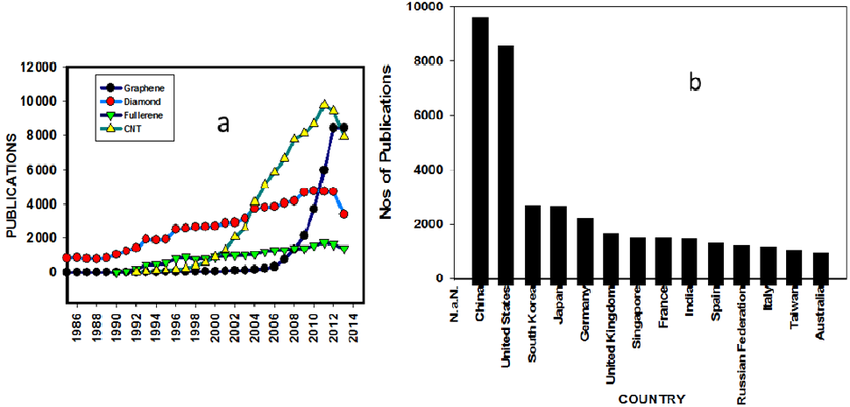 12000
10000
8000
6000
4000
2000
0
PUBLICATIONS
Graphene
Diamond
Fullerene
CNT
a
1986
1988
1990
1992
1994
1996
1998
2000
2002
2004
2006
2008
2010
2012
2014
10000
8000
6000
4000
2000
0
Nos of Publications
b
N.a.N.
China
United States
South Korea
Japan
Germany
United Kingdom
Singapore
France
India
Spain
Russian Federation
Italy
Taiwan
Australia
COUNTRY